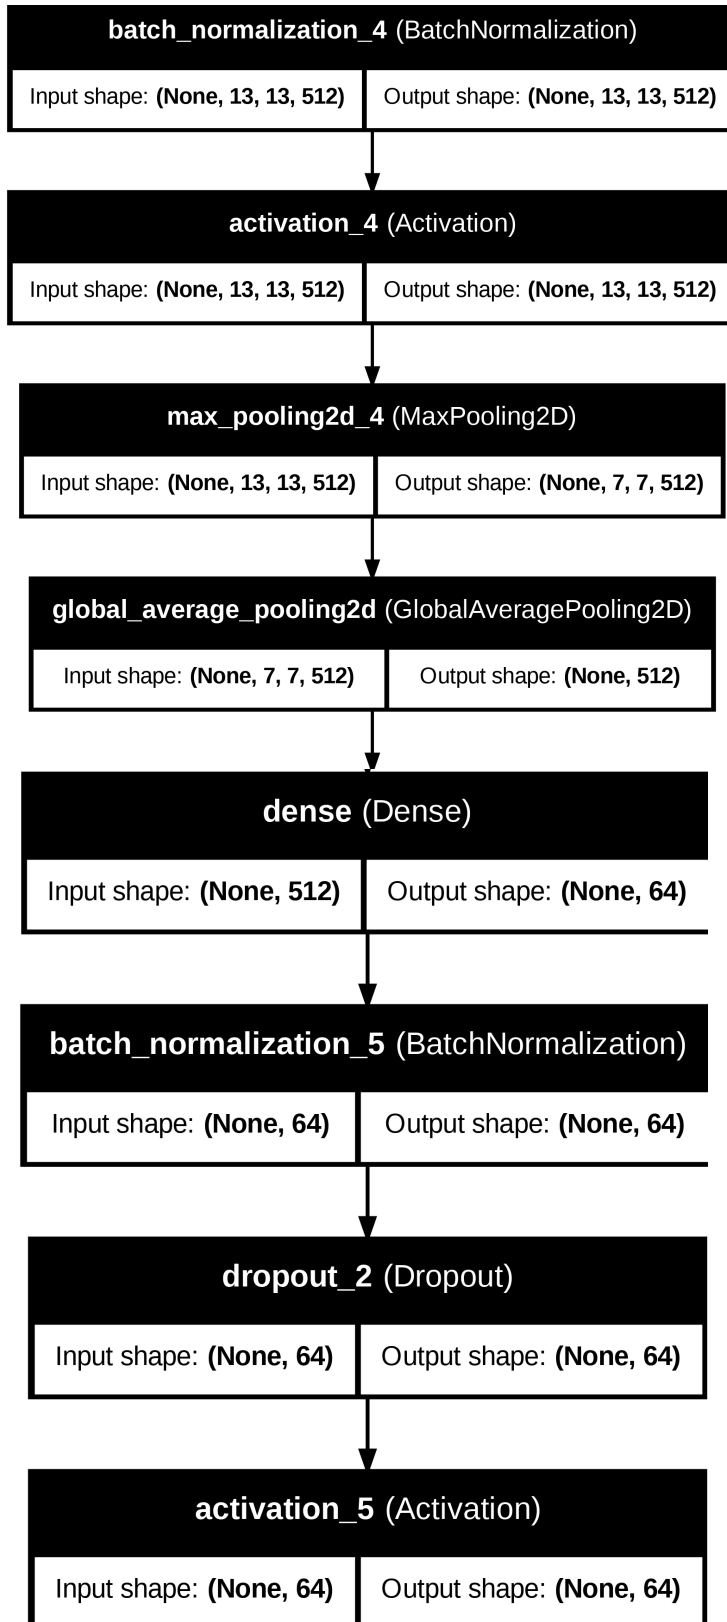 batch_normalization_4 (BatchNormalization)
Input shape: (None, 13, 13, 512) Output shape: (None, 13, 13, 512)
activation_4 (Activation)
Input shape: (None, 13, 13, 512) Output shape: (None, 13, 13, 512)
max_pooling2d_4 (MaxPooling2D)
Input shape: (None, 13, 13, 512) Output shape: (None, 7, 7, 512)
global_average_pooling2d (GlobalAveragePooling2D)
Input shape: (None, 7, 7, 512) Output shape: (None, 512)
dense (Dense)
Input shape: (None, 512) Output shape: (None, 64)
batch_normalization_5 (BatchNormalization)
Input shape: (None, 64) Output shape: (None, 64)
dropout_2 (Dropout)
Input shape: (None, 64) Output shape: (None, 64)
activation_5 (Activation)
Input shape: (None, 64) Output shape: (None, 64)